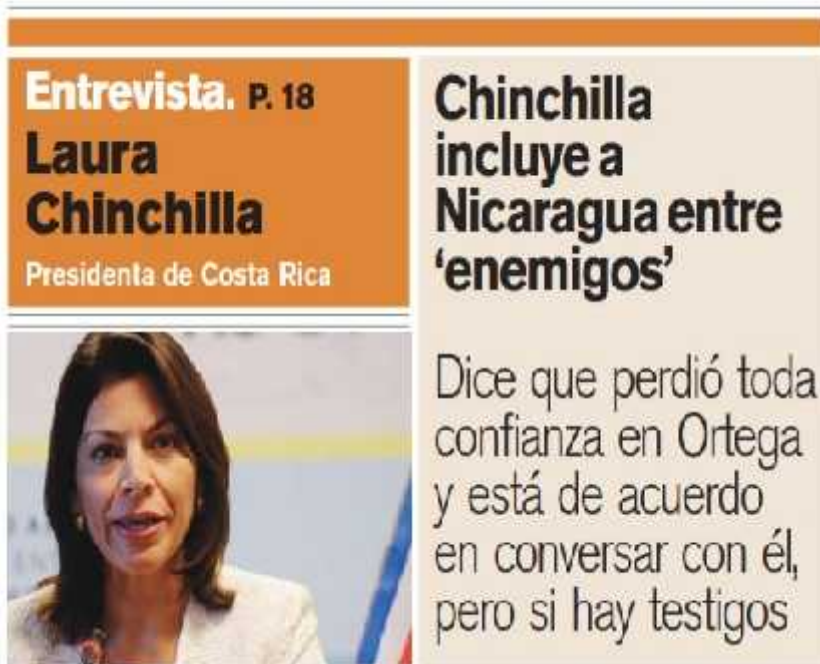 Entrevista. P. 18
Laura
Chinchilla
Presidenta de Costa Rica
Chinchilla
incluye a
Nicaragua entre
‘enemigos’
Dice que perdió toda
confianza en Ortega
y está de acuerdo
en conversar con él,
pero si hay testigos